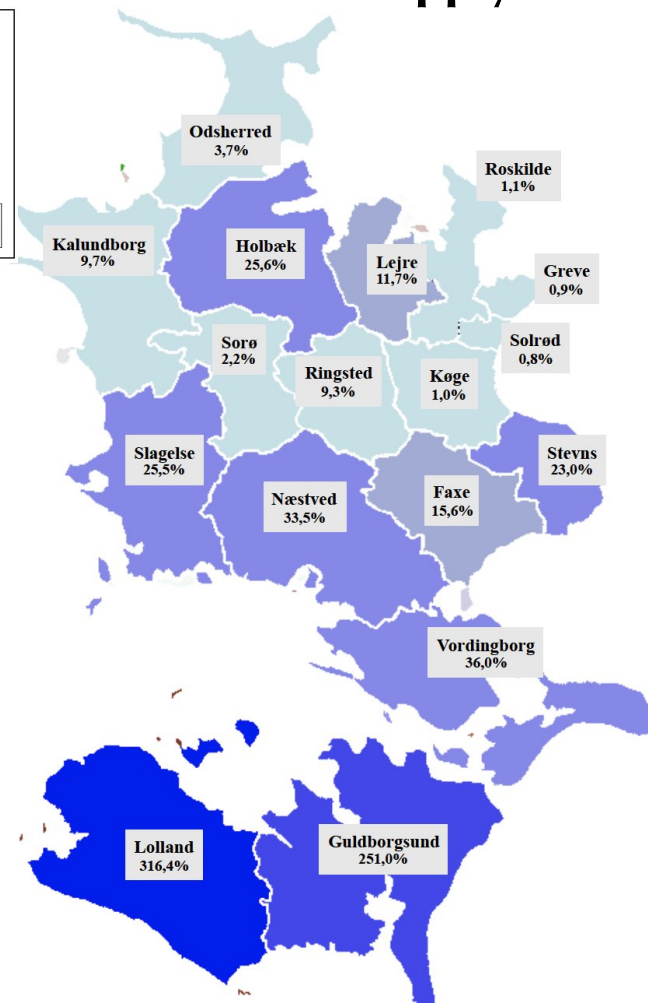 Odsherred
3,7%
Roskilde
1,1%
Kalundborg
9,7%
Holbæk
25,6%
Lejre
11,7%
Greve
0,9%
Sorø
2,2%
Solrød
0,8%
Ringsted
9,3%
Køge
1,0%
Slagelse
25,5%
Stevns
23,0%
Næstved
33,5%
Faxe
15,6%
Vordingborg
36,0%
Lolland
316,4%
Guldborgsund
251,0%